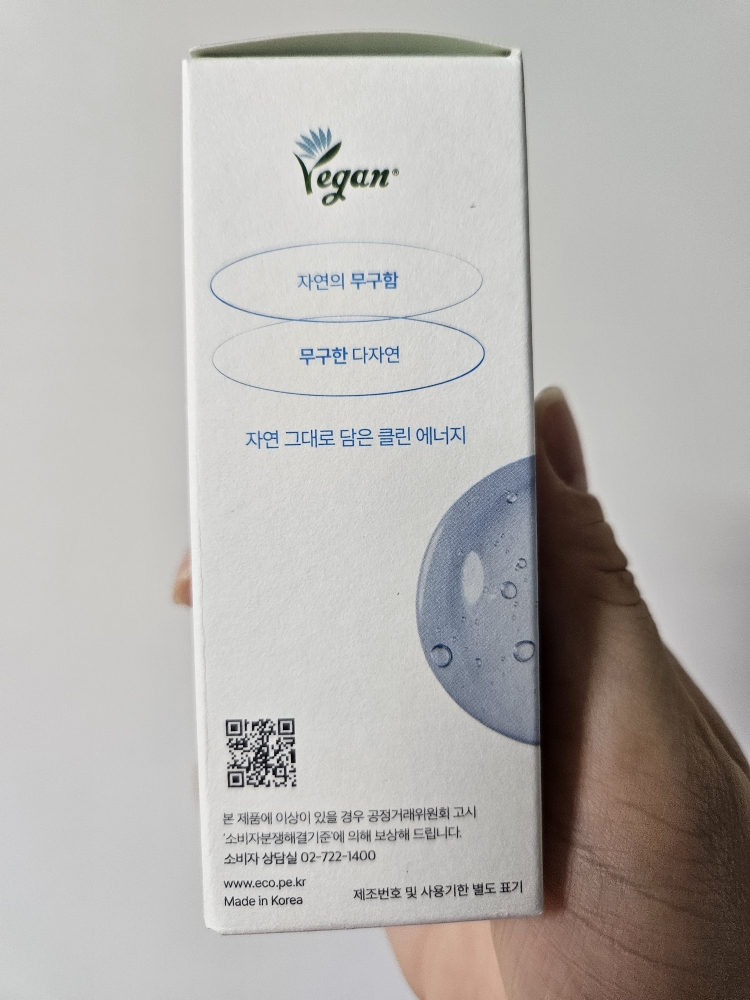 Vegan®
자연의 무구함
무구한 다자연
자연 그대로 담은 클린 에너지
본 제품에 이상이 있을 경우 공정거래위원회 고시
'소비자분쟁해결기준'에 의해 보상해 드립니다.
소비자 상담실 02-722-1400
www.eco.pe.kr
Made in Korea
제조번호 및 사용기한 별도 표기